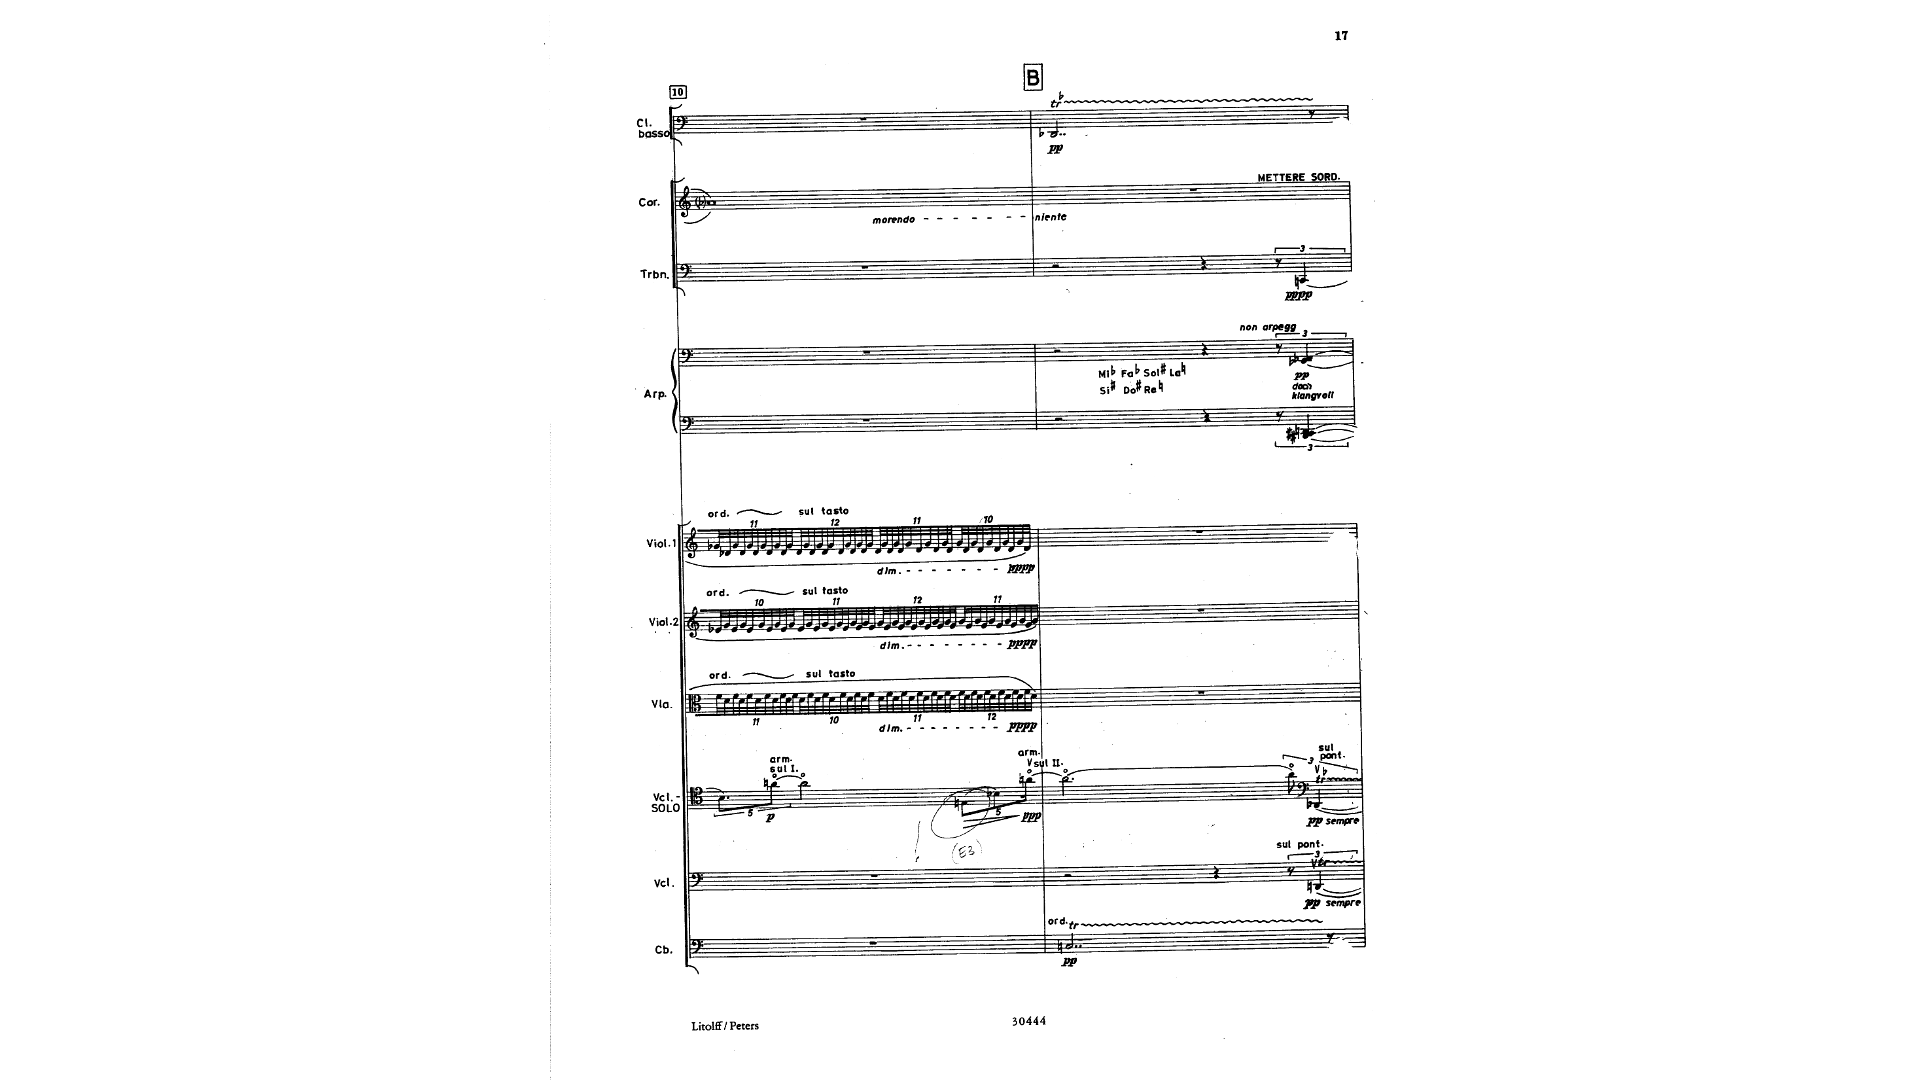 17
B
10
tr♭
Cl.
basso
pp
METTERE SORD.
Cor.
morendo - - - - - - niente
3
Trbn.
pppp
non arpegg
3
Mi♭ Fa♭ Sol♯ La♮
pp
Si♯ Do♯ Re♮
doch
klangvoll
Arp.
3
ord. sul tasto
11 12 11 10
Viol.1
dim. - - - - - - - pppp
ord. sul tasto
10 11 12 11
Viol.2
dim. - - - - - - - pppp
ord. sul tasto
Vla.
11 10 11 12
dim. - - - - - - - pppp
arm.
sul I.
arm.
sul II.
sul
pont.
3
tr♭
Vcl.-
SOLO
5 p
5 ppp
pp sempre
(E3)
sul pont.
3
tr
Vcl.
pp sempre
ord. tr
Cb.
pp
Litolff / Peters
30444